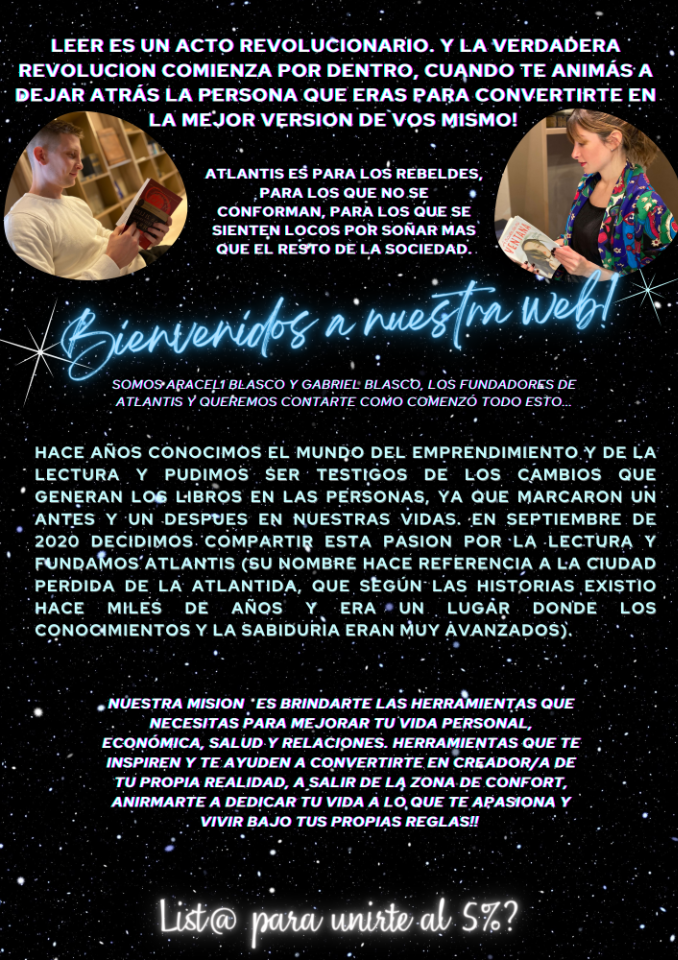 LEER ES UN ACTO REVOLUCIONARIO. Y LA VERDADERA
REVOLUCION COMIENZA POR DENTRO, CUANDO TE ANIMÁS A
DEJAR ATRÁS LA PERSONA QUE ERAS PARA CONVERTIRTE EN
LA MEJOR VERSION DE VOS MISMO!
ATLANTIS ES PARA LOS REBELDES,
PARA LOS QUE NO SE
CONFORMAN, PARA LOS QUE SE
SIENTEN LOCOS POR SOÑAR MAS
QUE EL RESTO DE LA SOCIEDAD.
VENTANA
Bienvenidos a nuestra web!
SOMOS ARACEL1 BLASCO Y GABRIEL BLASCO, LOS FUNDADORES DE
ATLANTIS Y QUEREMOS CONTARTE COMO COMENZÓ TODO ESTO...
HACE AÑOS CONOCIMOS EL MUNDO DEL EMPRENDIMIENTO Y DE LA
LECTURA Y PUDIMOS SER TESTIGOS DE LOS CAMBIOS QUE
GENERAN LOS LIBROS EN LAS PERSONAS, YA QUE MARCARON UN
ANTES Y UN DESPUES EN NUESTRAS VIDAS. EN SEPTIEMBRE DE
2020 DECIDIMOS COMPARTIR ESTA PASION POR LA LECTURA Y
FUNDAMOS ATLANTIS (SU NOMBRE HACE REFERENCIA A LA CIUDAD
PERDIDA DE LA ATLANTIDA, QUE SEGÚN LAS HISTORIAS EXISTIO
HACE MILES DE AÑOS Y ERA UN LUGAR DONDE LOS
CONOCIMIENTOS Y LA SABIDURIA ERAN MUY AVANZADOS).
NUESTRA MISION *ES BRINDARTE LAS HERRAMIENTAS QUE
NECESITAS PARA MEJORAR TU VIDA PERSONAL,
ECONÓMICA, SALUD Y RELACIONES. HERRAMIENTAS QUE TE
INSPIREN Y TE AYUDEN A CONVERTIRTE EN CREADOR/A DE
TU PROPIA REALIDAD, A SALIR DE LA ZONA DE CONFORT,
ANIRMARTE A DEDICAR TU VIDA A LO QUE TE APASIONA Y
VIVIR BAJO TUS PROPIAS REGLAS!!
List@ para unirte al 5%?